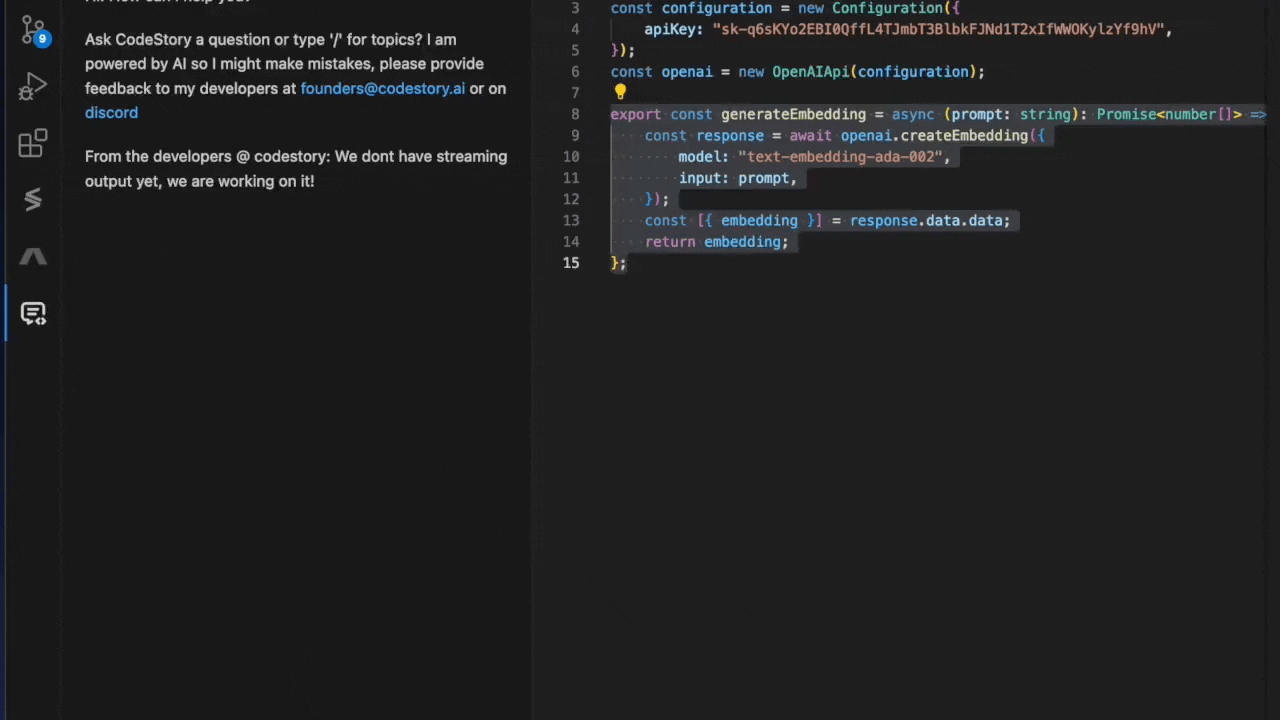 9
Ask CodeStory a question or type '/' for topics? I am
powered by AI so I might make mistakes, please provide
feedback to my developers at founders@codestory.ai or on
discord
From the developers @ codestory: We dont have streaming
output yet, we are working on it!
3 const configuration = new Configuration({
4 apiKey:
5 });
6 const openai = new OpenAIApi(configuration);
7
8 export const generateEmbedding = async (prompt: string): Promise<number[]> =>
9 const response = await openai.createEmbedding({
10 model: "text-embedding-ada-002",
11 input: prompt,
12 });
13 const [{ embedding }] = response.data.data;
14 return embedding;
15 };